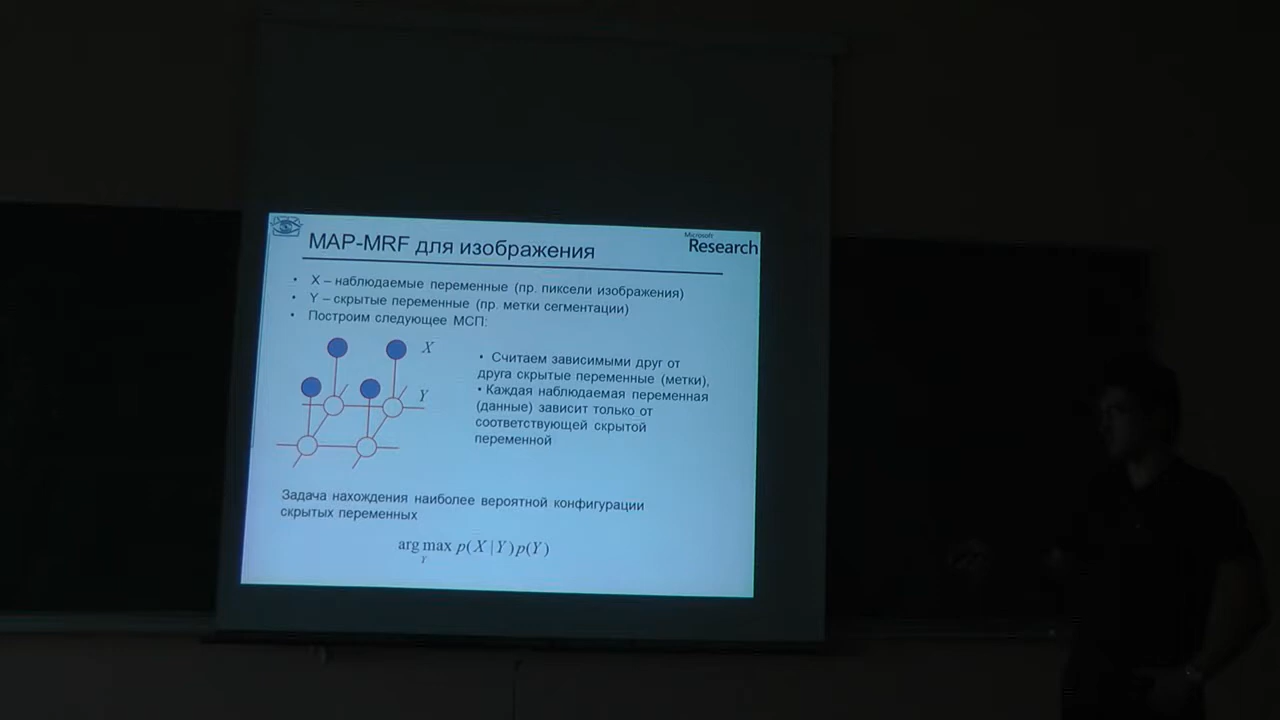 MAP-MRF для изображения
Microsoft
Research
• X – наблюдаемые переменные (пр. пиксели изображения)
• Y – скрытые переменные (пр. метки сегментации)
• Построим следующее МСП:
X
Y
• Считаем зависимыми друг от
друга скрытые переменные (метки),
• Каждая наблюдаемая переменная
(данные) зависит только от
соответствующей скрытой
переменной
Задача нахождения наиболее вероятной конфигурации
скрытых переменных
arg max p(X | Y)p(Y)
Y